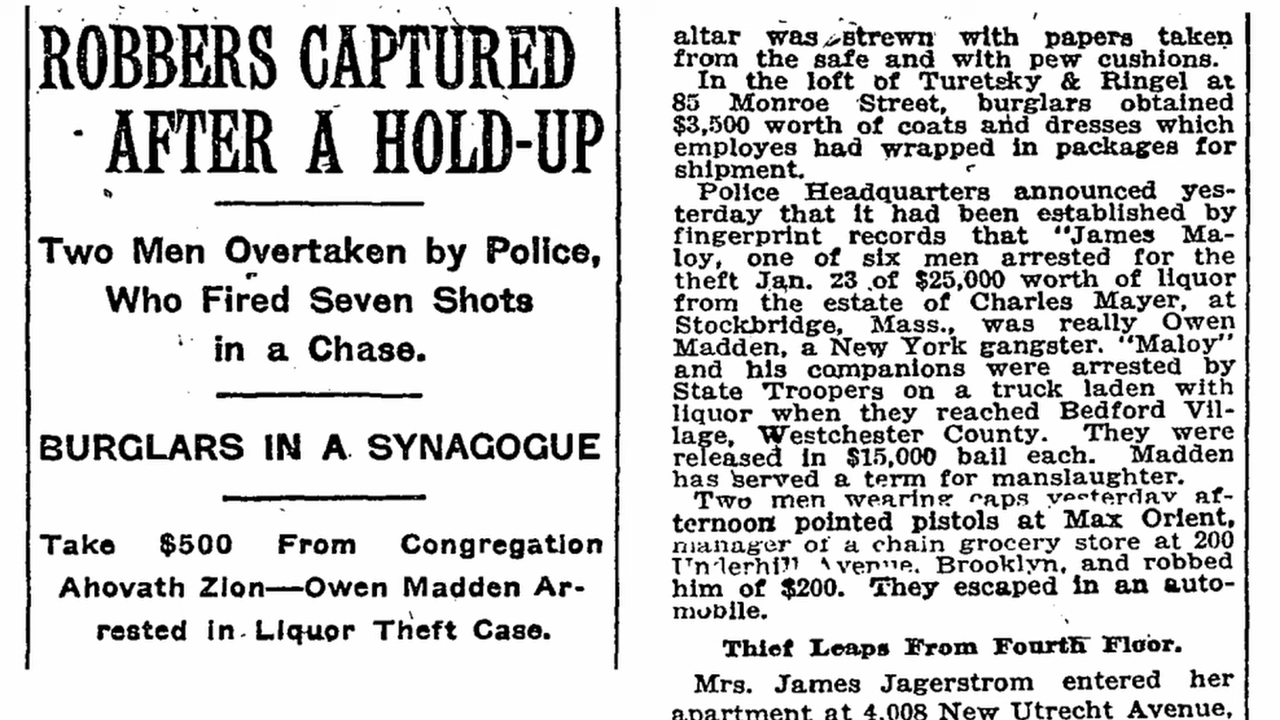 ROBBERS CAPTURED
AFTER A HOLD-UP
Two Men Overtaken by Police,
Who Fired Seven Shots
in a Chase.
BURGLARS IN A SYNAGOGUE
Take $500 From Congregation
Ahovath Zion—Owen Madden Ar-
rested in Liquor Theft Case.
altar was strewn with papers taken
from the safe and with pew cushions.
In the loft of Turetsky & Ringel at
85 Monroe Street, burglars obtained
$3,500 worth of coats and dresses which
employes had wrapped in packages for
shipment.
Police Headquarters announced yes-
terday that it had been established by
fingerprint records that "James Ma-
loy, one of six men arrested for the
theft Jan. 23 of $25,000 worth of liquor
from the estate of Charles Mayer, at
Stockbridge, Mass., was really Owen
Madden, a New York gangster. "Maloy"
and his companions were arrested by
State Troopers on a truck laden with
liquor when they reached Bedford Vil-
lage, Westchester County. They were
released in $15,000 bail each. Madden
has served a term for manslaughter.
Two men wearing caps yesterday af-
ternoon pointed pistols at Max Orient,
manager of a chain grocery store at 200
Underhill Avenue, Brooklyn, and robbed
him of $200. They escaped in an auto-
mobile.
Thief Leaps From Fourth Floor.
Mrs. James Jagerstrom entered her
apartment at 4,008 New Utrecht Avenue,